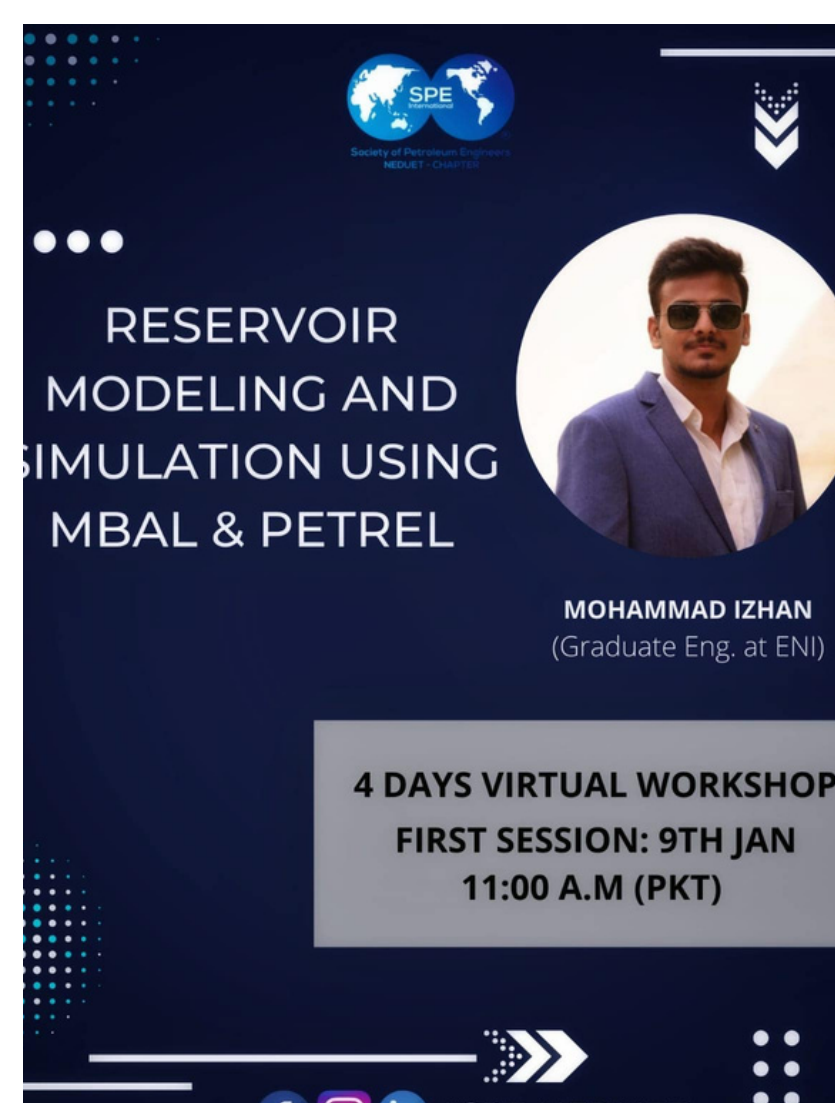 SPE
International
Society of Petroleum Engineers
NEDUET - CHAPTER
RESERVOIR
MODELING AND
SIMULATION USING
MBAL & PETREL
MOHAMMAD IZHAN
(Graduate Eng. at ENI)
4 DAYS VIRTUAL WORKSHOP
FIRST SESSION: 9TH JAN
11:00 A.M (PKT)